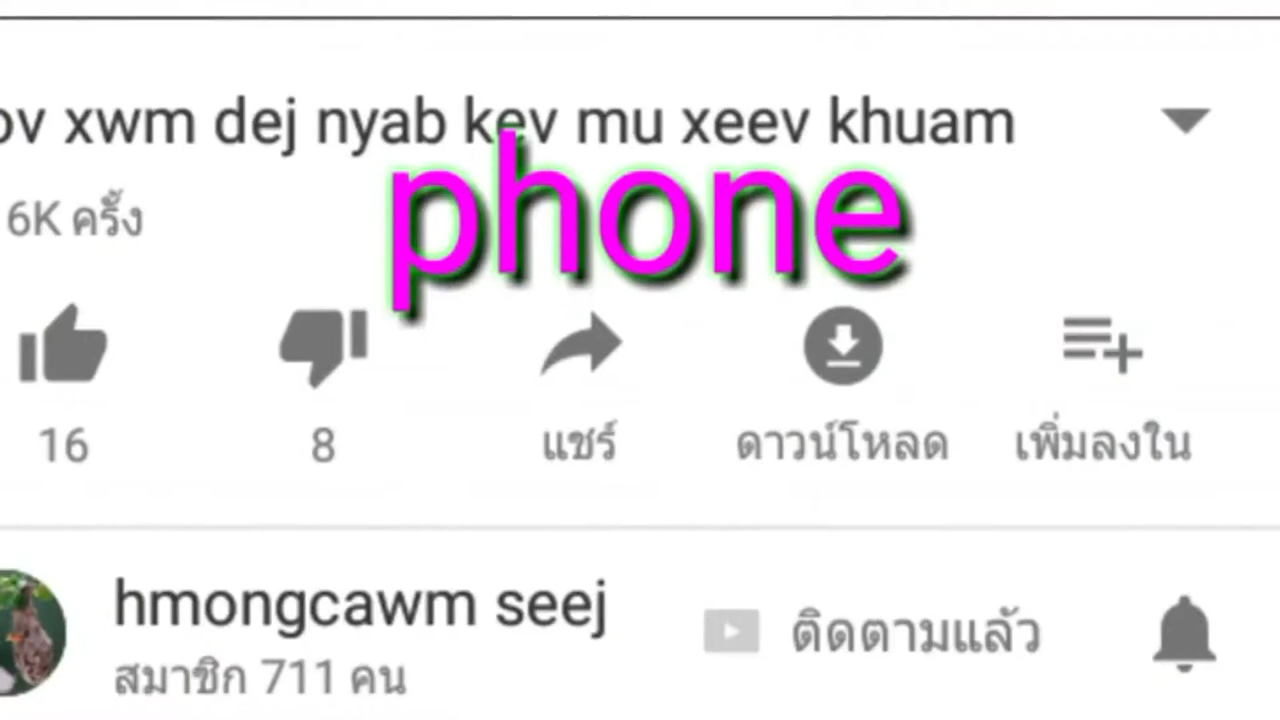 xwm dej nyab kev mu xeev khuam
phone
6K ครั้ง
16
8
แชร์
ดาวน์โหลด
เพิ่มลงใน
hmongcawm seej
ติดตามแล้ว
สมาชิก 711 คน